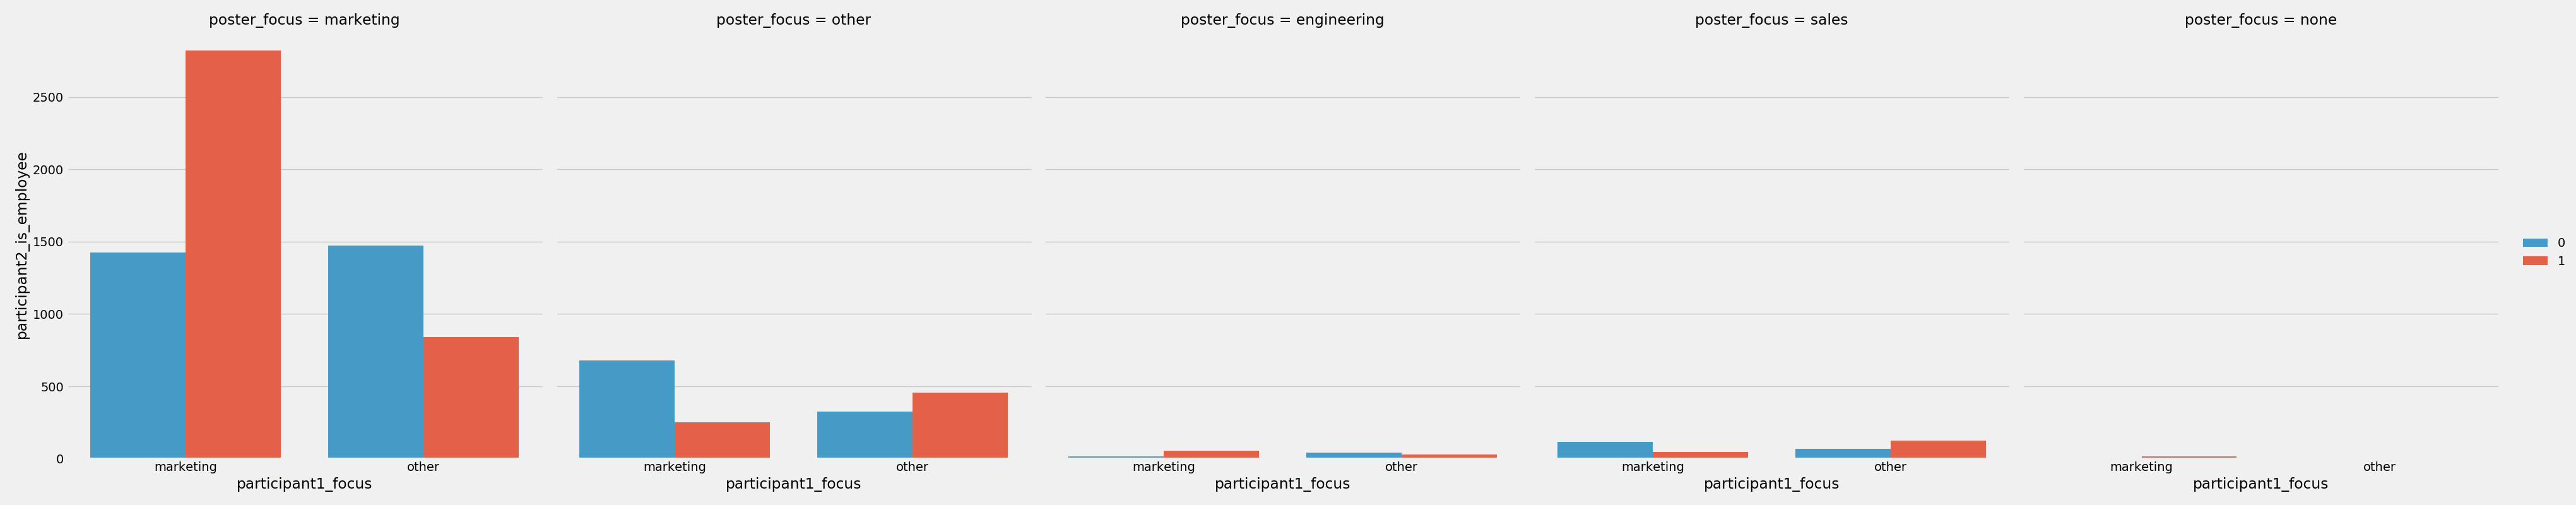 poster_focus = marketing
poster_focus = other
poster_focus = engineering
poster_focus = sales
poster_focus = none
participant2_is_employee
2500
2000
1500
1000
500
0
marketing other
marketing other
marketing other
marketing other
marketing other
participant1_focus
participant1_focus
participant1_focus
participant1_focus
participant1_focus
0
1